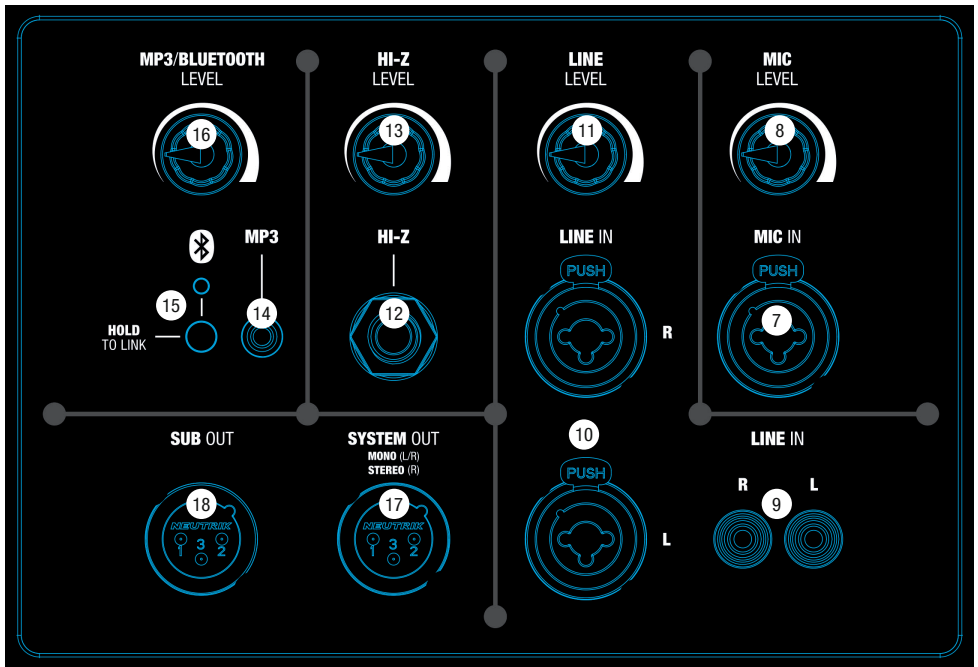 MP3/BLUETOOTH
LEVEL
HI-Z
LEVEL
LINE
LEVEL
MIC
LEVEL
16
13
11
8
MP3
HI-Z
LINE IN
MIC IN
PUSH
PUSH
15
14
12
7
HOLD
TO LINK
R
SUB OUT
SYSTEM OUT
MONO (L/R)
STEREO (R)
10
LINE IN
PUSH
R
L
18
17
9
NEUTRIK
1 3 2
NEUTRIK
1 3 2
L